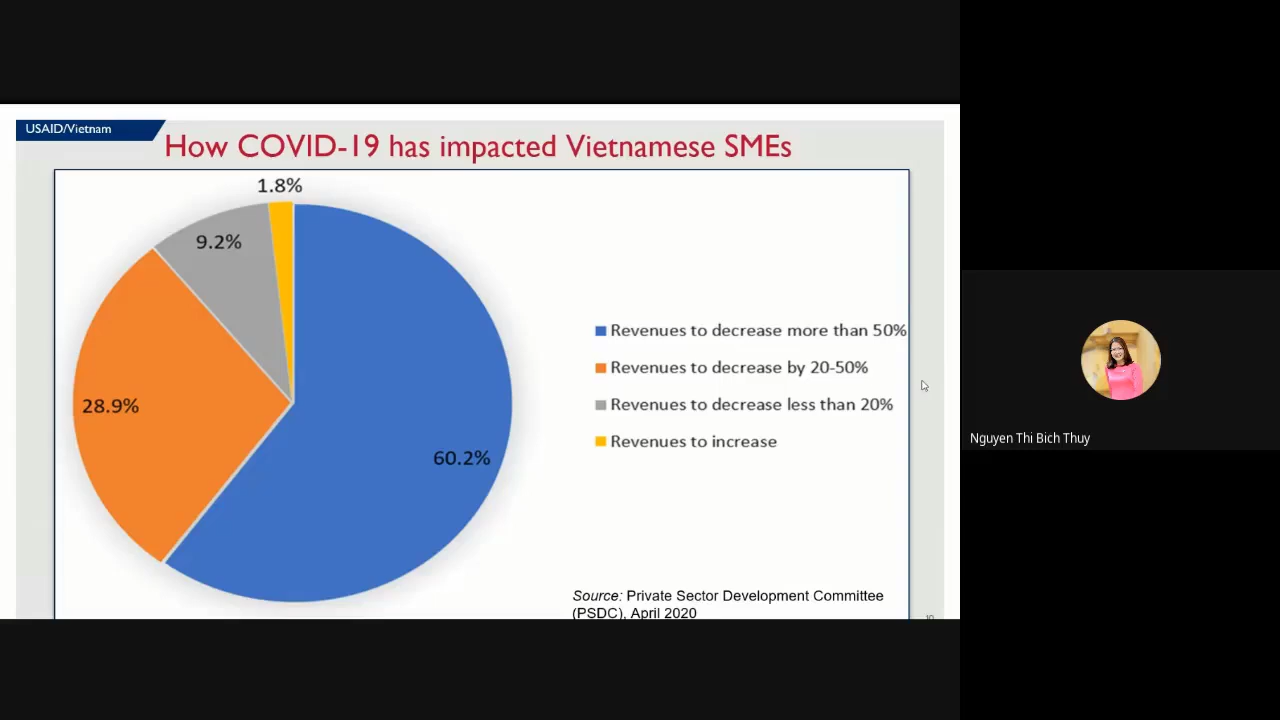 USAID/Vietnam
How COVID-19 has impacted Vietnamese SMEs
1.8%
9.2%
28.9%
60.2%
Revenues to decrease more than 50%
Revenues to decrease by 20-50%
Revenues to decrease less than 20%
Revenues to increase
Source: Private Sector Development Committee
(PSDC), April 2020
Nguyen Thi Bich Thuy